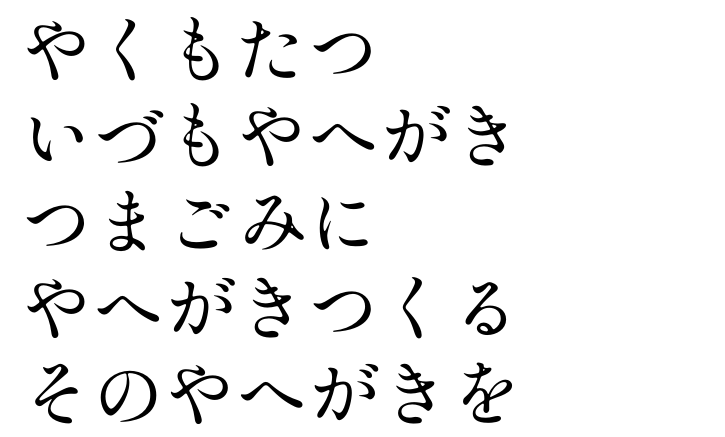 やくもたつ
いづもやへがき
つまごみに
やへがきつくる
そのやへがきを